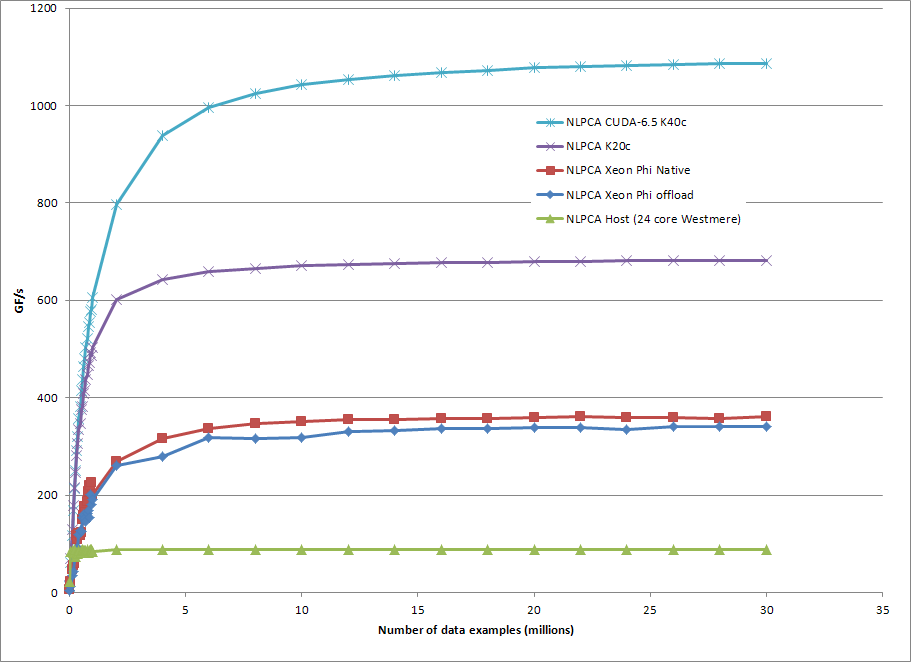 1200
1000
800
600
400
200
0
GF/s
NLPCA CUDA-6.5 K40c
NLPCA K20c
NLPCA Xeon Phi Native
NLPCA Xeon Phi offload
NLPCA Host (24 core Westmere)
0 5 10 15 20 25 30 35
Number of data examples (millions)